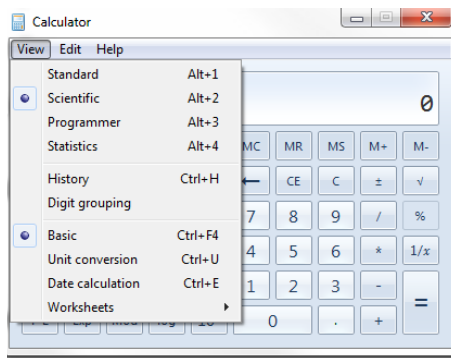 Calculator
View Edit Help
Standard Alt+1
Scientific Alt+2
Programmer Alt+3
Statistics Alt+4
History Ctrl+H
Digit grouping
Basic Ctrl+F4
Unit conversion Ctrl+U
Date calculation Ctrl+E
Worksheets
0
MC MR MS M+ M-
← CE C ± √
7 8 9 / %
4 5 6 * 1/x
1 2 3 - =
0 . +